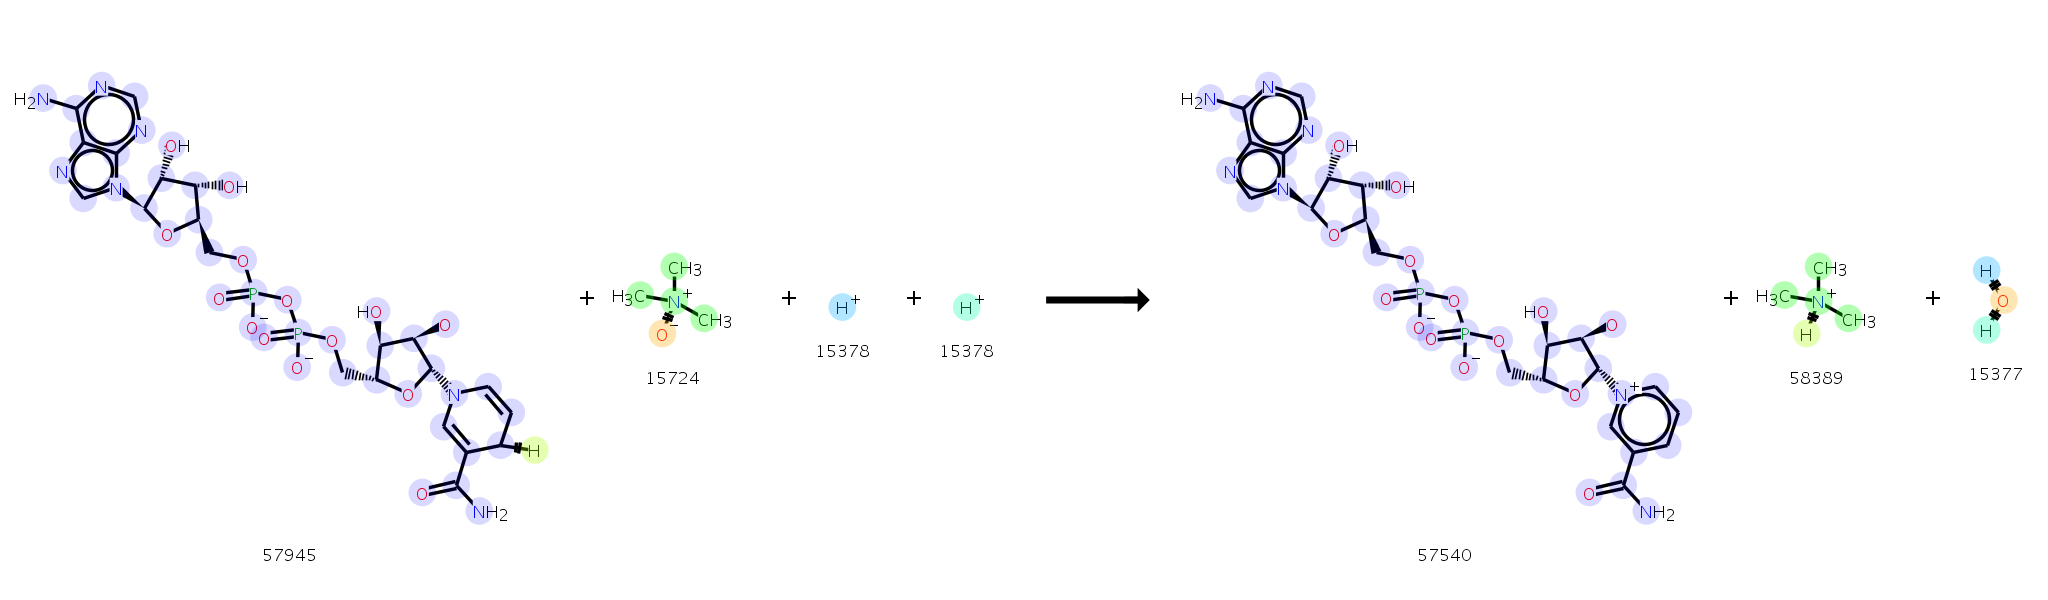 H2N N N N N OH OH O O O P O O⁻ O P O O⁻ O HO O O N H O NH2
57945
+
CH3 H3C N+ CH3 O⁻
15724
+
H+
15378
+
H+
15378
H2N N N N N OH OH O O O P O O⁻ O P O O⁻ O HO O O N+ O NH2
57540
+
CH3 H3C N+ CH3 H
58389
+
H O H
15377